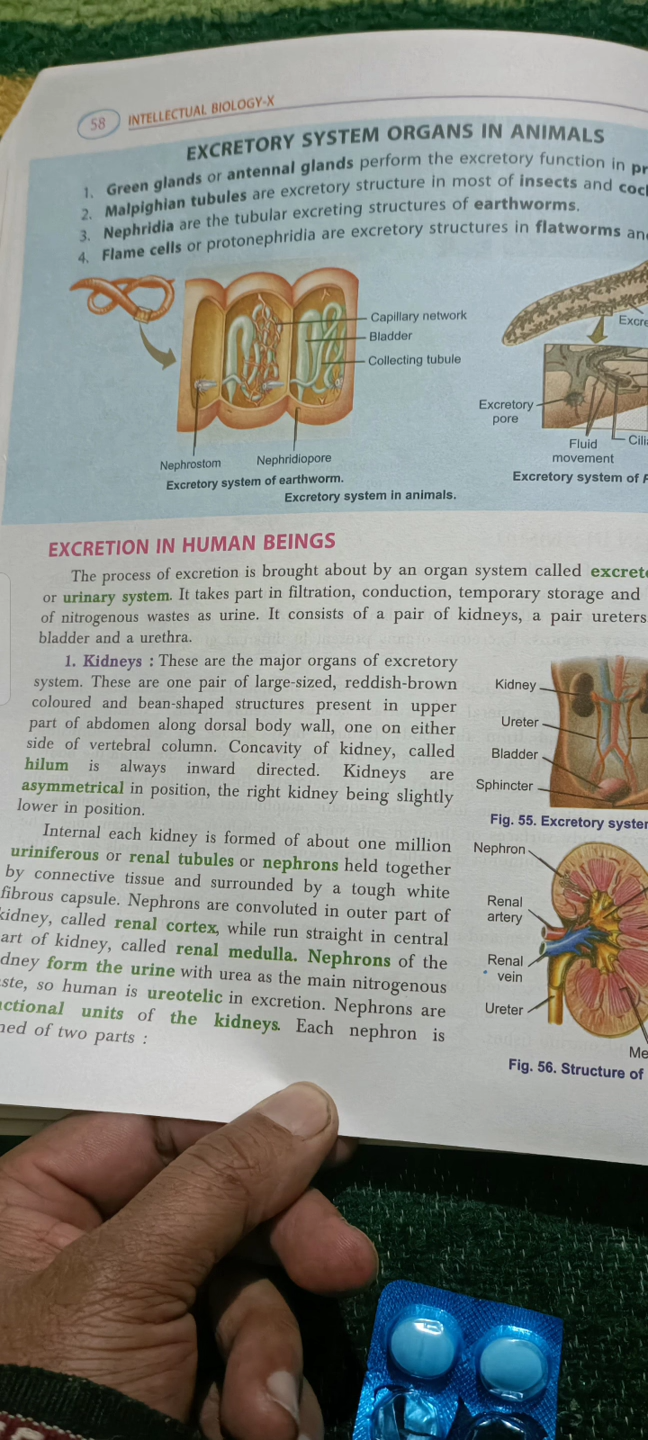 58
INTELLECTUAL BIOLOGY-X
EXCRETORY SYSTEM ORGANS IN ANIMALS
1. Green glands or antennal glands perform the excretory function in
2. Malpighian tubules are excretory structure in most of insects and
3. Nephridia are the tubular excreting structures of earthworms.
4. Flame cells or protonephridia are excretory structures in flatworms
Capillary network
Bladder
Collecting tubule
Nephrostom
Nephridiopore
Excretory system of earthworm.
Excretory pore
Fluid movement
Excretory system of
Excretory system in animals.
EXCRETION IN HUMAN BEINGS
The process of excretion is brought about by an organ system called
or urinary system. It takes part in filtration, conduction, temporary storage and
of nitrogenous wastes as urine. It consists of a pair of kidneys, a pair ureters
bladder and a urethra.
1. Kidneys : These are the major organs of excretory
system. These are one pair of large-sized, reddish-brown
coloured and bean-shaped structures present in upper
part of abdomen along dorsal body wall, one on either
side of vertebral column. Concavity of kidney, called
hilum is always inward directed. Kidneys are
asymmetrical in position, the right kidney being slightly
lower in position.
Kidney
Ureter
Bladder
Sphincter
Fig. 55. Excretory
Internal each kidney is formed of about one million
uriniferous or renal tubules or nephrons held together
by connective tissue and surrounded by a tough white
fibrous capsule. Nephrons are convoluted in outer part of
kidney, called renal cortex, while run straight in central
part of kidney, called renal medulla. Nephrons of the
form the urine with urea as the main nitrogenous
so human is ureotelic in excretion. Nephrons are
units of the kidneys. Each nephron is
of two parts :
Nephron
Renal
artery
Renal
vein
Ureter
Fig. 56. Structure of